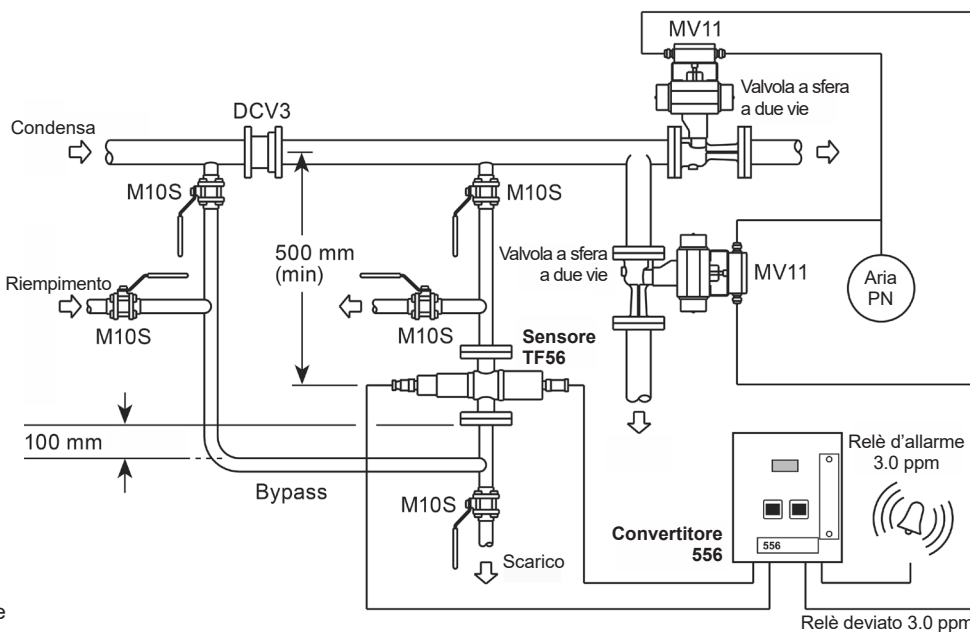 MV11
Valvola a sfera
a due vie
DCV3
Condensa
M10S
M10S
500 mm
(min)
Valvola a sfera
a due vie
MV11
Aria
PN
Riempimento
M10S
M10S
Sensore
TF56
100 mm
Bypass
M10S
Scarico
Relè d'allarme
3.0 ppm
Convertitore
556
556
Relè deviato 3.0 ppm
e